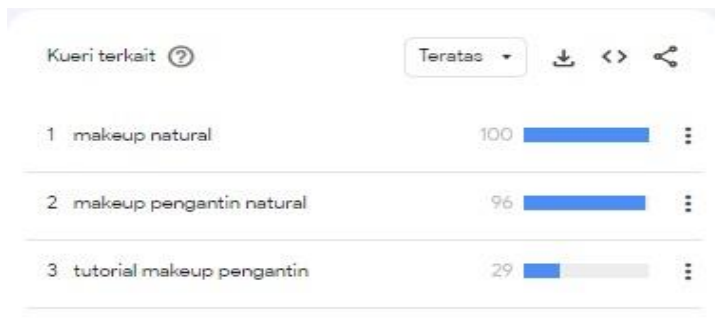 Kueri terkait
Teratas
1 makeup natural 100
2 makeup pengantin natural 96
3 tutorial makeup pengantin 29